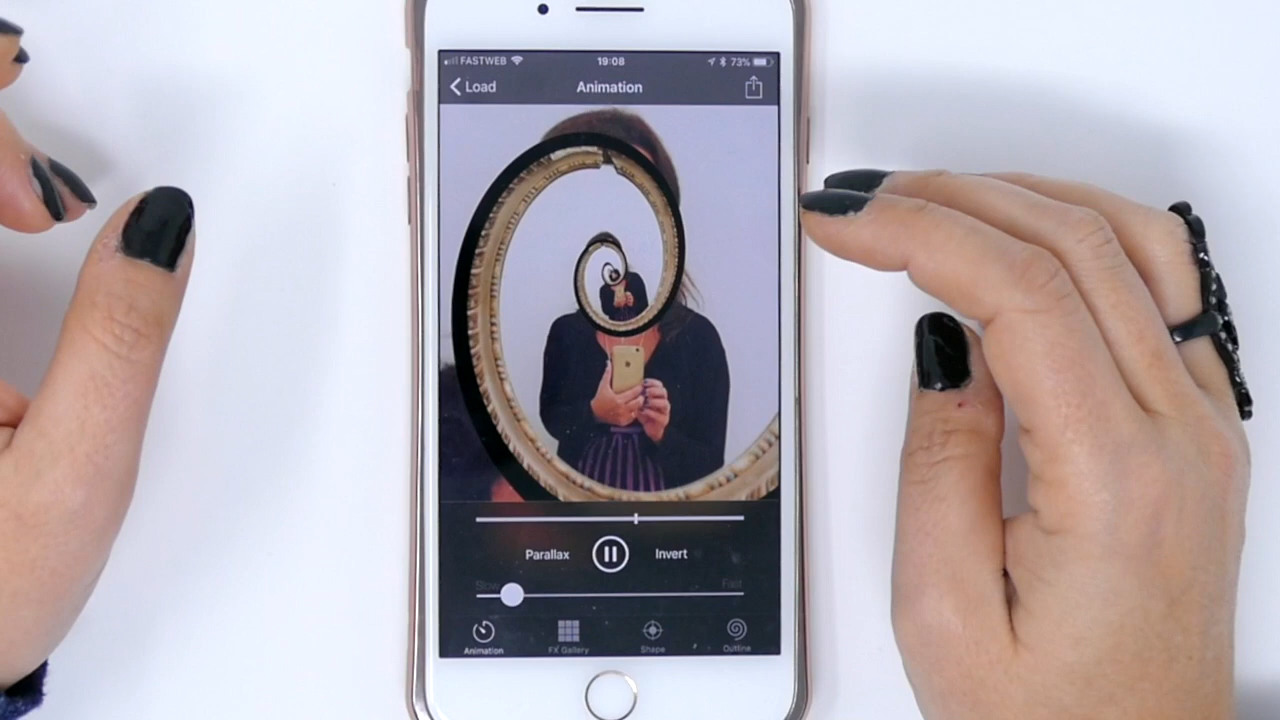 FASTWEB 19:08 73%
Load Animation
Parallax Invert
Slow Fast
Animation FX Gallery Shape Outline